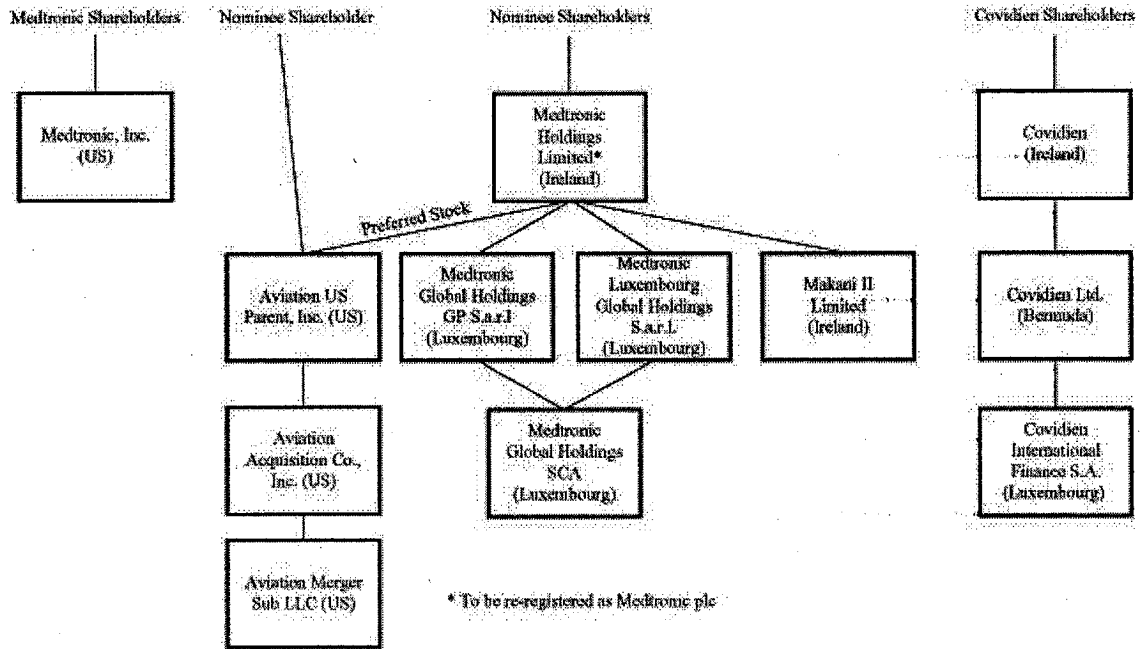 Medtronic Shareholders
Nominee Shareholder
Nominee Shareholders
Covidien Shareholders
Medtronic, Inc.
(US)
Medtronic
Holdings
Limited*
(Ireland)
Covidien
(Ireland)
Preferred Stock
Aviation US
Parent, Inc. (US)
Medtronic
Global Holdings
GP S.a.r.l
(Luxembourg)
Medtronic
Luxembourg
Global Holdings
S.a.r.l.
(Luxembourg)
Makani II
Limited
(Ireland)
Covidien Ltd.
(Bermuda)
Aviation
Acquisition Co.,
Inc. (US)
Medtronic
Global Holdings
SCA
(Luxembourg)
Covidien
International
Finance S.A.
(Luxembourg)
Aviation Merger
Sub LLC (US)
* To be re-registered as Medtronic plc